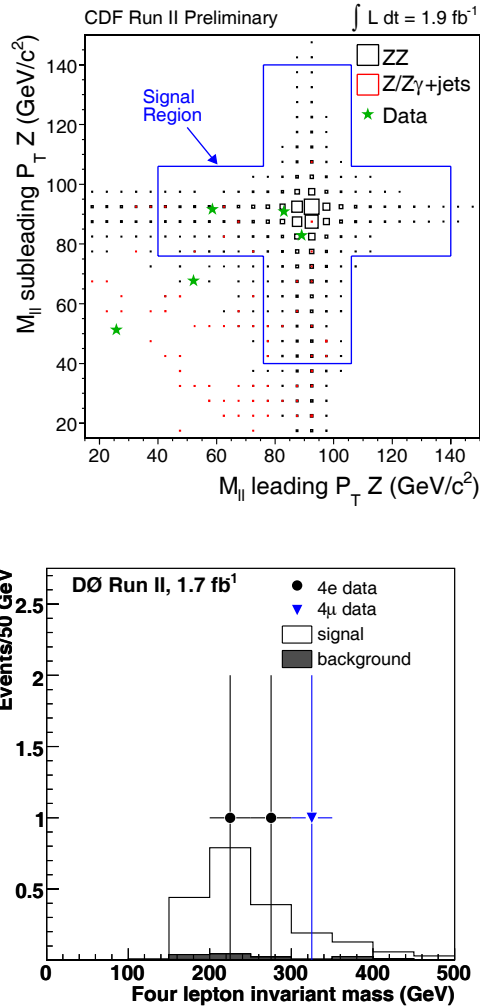 CDF Run II Preliminary ∫ L dt = 1.9 fb⁻¹
M_ll subleading P_T Z (GeV/c²)
140
120
100
80
60
40
20
Signal
Region
ZZ
Z/Zγ+jets
Data
20 40 60 80 100 120 140
M_ll leading P_T Z (GeV/c²)
Events/50 GeV
DØ Run II, 1.7 fb⁻¹
4e data
4μ data
signal
background
2.5
2
1.5
1
0.5
0 100 200 300 400 500
Four lepton invariant mass (GeV)